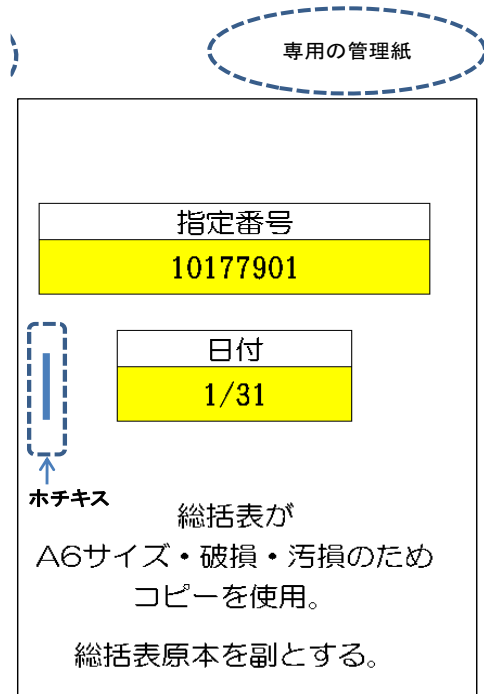 専用の管理紙
指定番号
10177901
日付
1/31
ホチキス
総括表が
A6サイズ・破損・汚損のため
コピーを使用。
総括表原本を副とする。